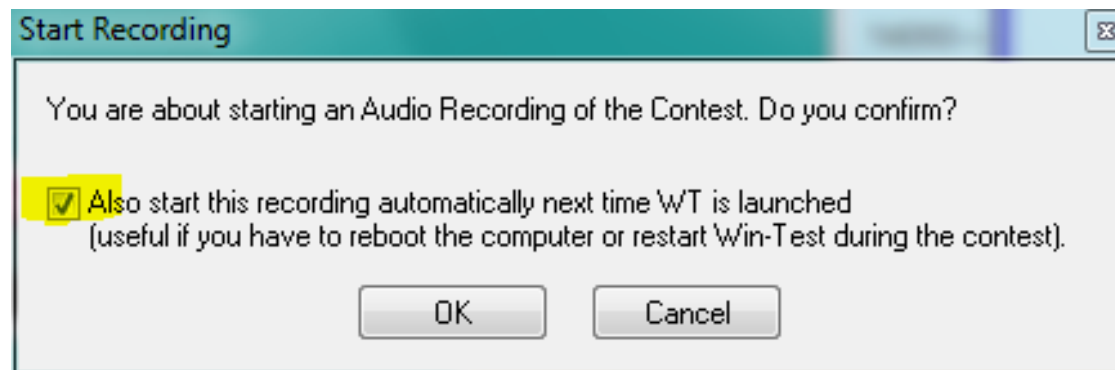 Start Recording
You are about starting an Audio Recording of the Contest. Do you confirm?
Also start this recording automatically next time WT is launched
(useful if you have to reboot the computer or restart Win-Test during the contest).
OK
Cancel